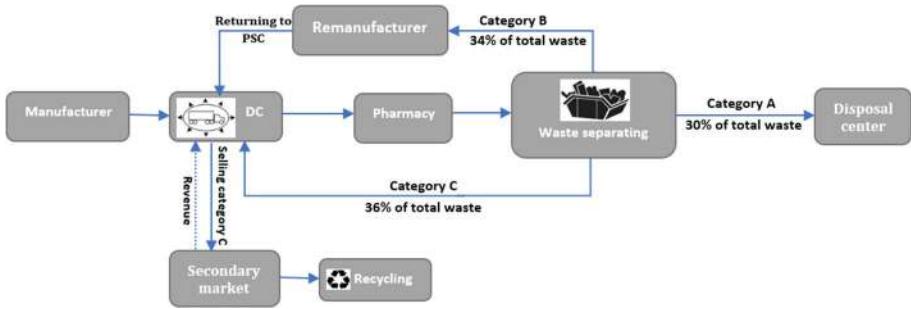 Returning to
PSC
Remanufacturer
Category B
34% of total waste
Manufacturer
DC
Pharmacy
Waste separating
Category A
30% of total waste
Disposal
center
Revenue
Selling category C
Category C
36% of total waste
Secondary
market
Recycling